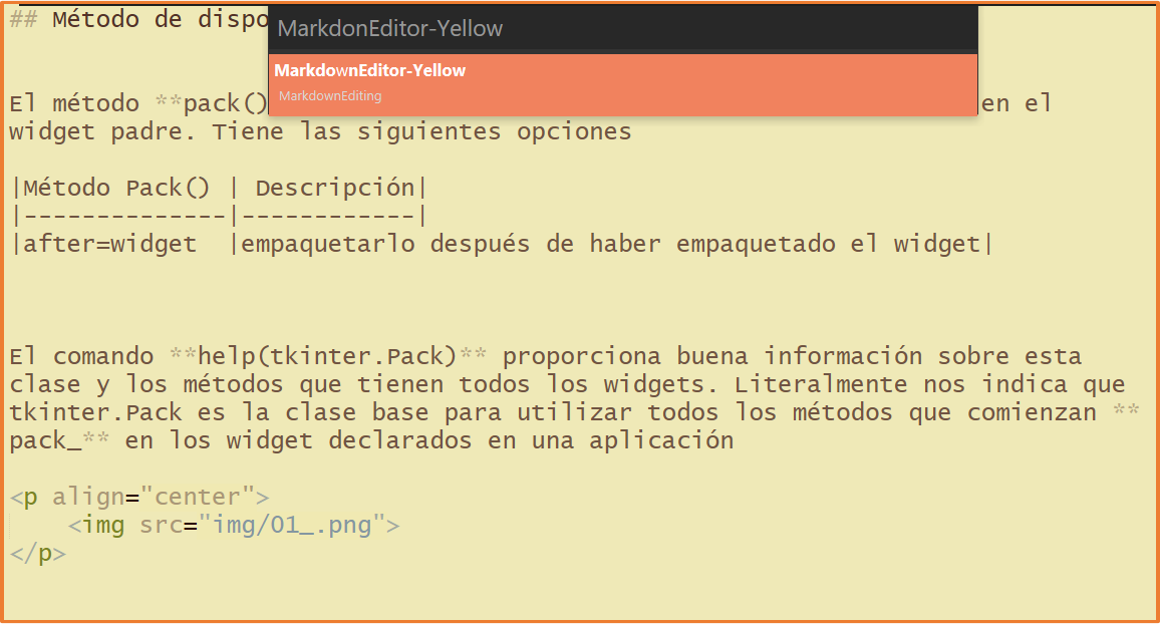 ## Método de dispo
MarkdonEditor-Yellow
MarkdownEditor-Yellow
MarkdownEditing
El método **pack() en el
widget padre. Tiene las siguientes opciones
|Método Pack() | Descripción|
|--------------|------------|
|after=widget  |empaquetarlo después de haber empaquetado el widget|
El comando **help(tkinter.Pack)** proporciona buena información sobre esta
clase y los métodos que tienen todos los widgets. Literalmente nos indica que
tkinter.Pack es la clase base para utilizar todos los métodos que comienzan **
pack_** en los widget declarados en una aplicación
<p align="center">
    <img src="img/01_.png">
</p>